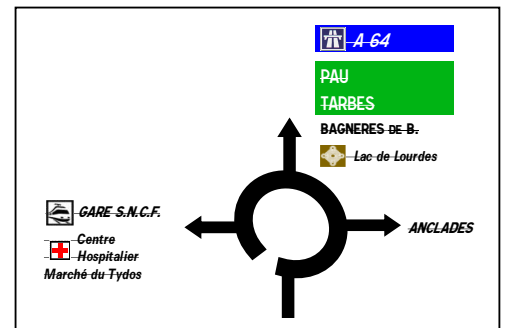 A 64
PAU
TARBES
BAGNERES DE B.
Lac de Lourdes
GARE S.N.C.F.
Centre
Hospitalier
Marché du Tydos
ANCLADES